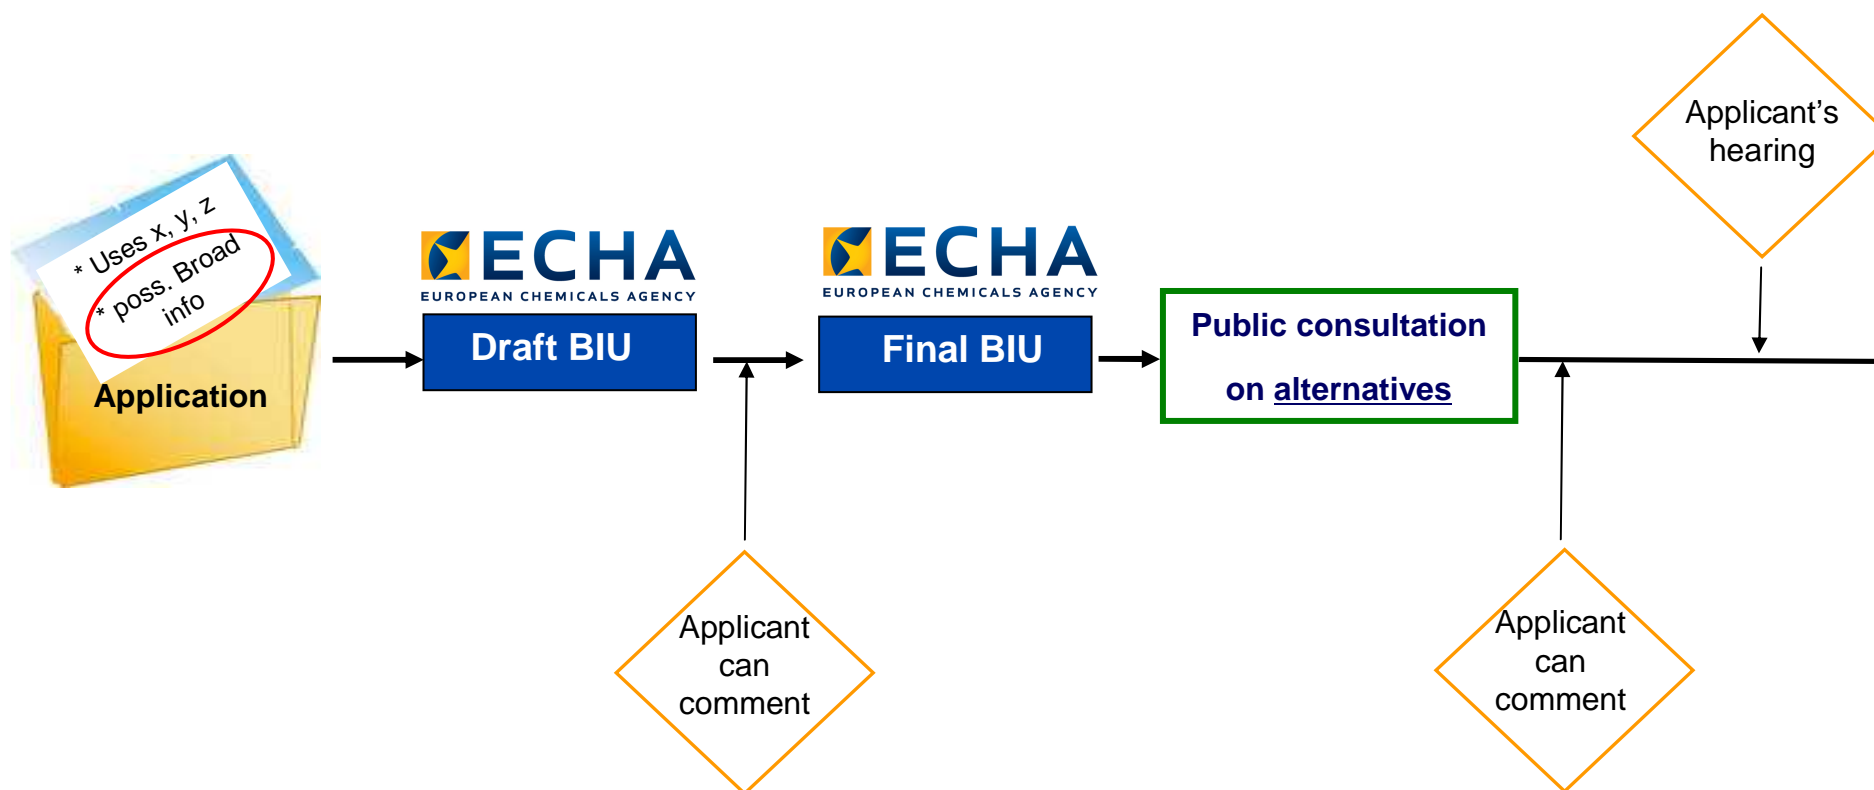 * Uses x, y, z
* poss. Broad
info
Application
ECHA
EUROPEAN CHEMICALS AGENCY
Draft BIU
ECHA
EUROPEAN CHEMICALS AGENCY
Final BIU
Public consultation
on alternatives
Applicant's
hearing
Applicant
can
comment
Applicant
can
comment